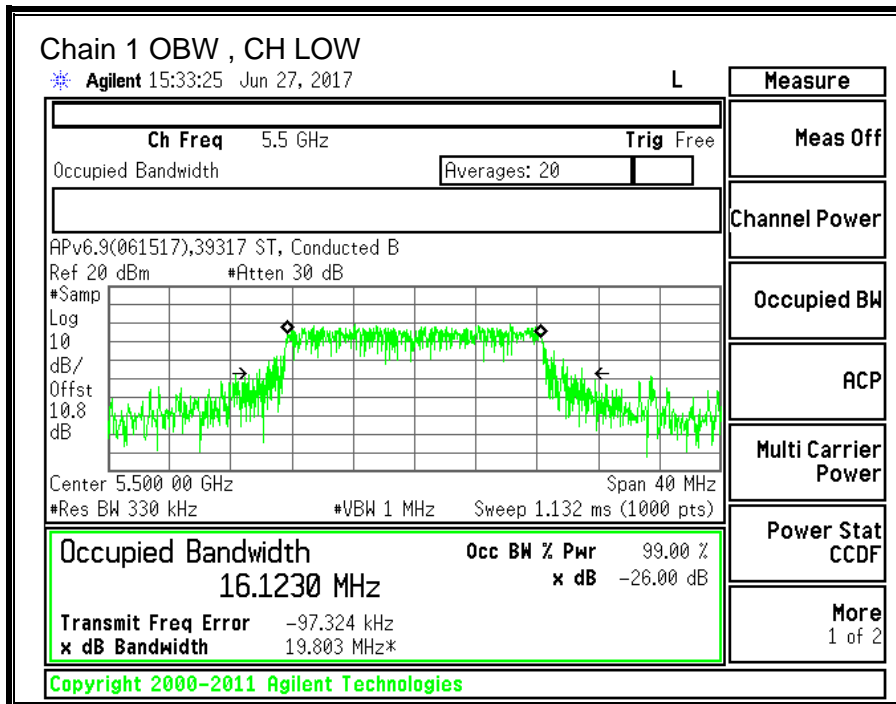 Chain 1 OBW , CH LOW
Agilent 15:33:25 Jun 27, 2017 L
Measure
Meas Off
Channel Power
Occupied BW
ACP
Multi Carrier
Power
Power Stat
CCDF
More
1 of 2
Ch Freq 5.5 GHz Trig Free
Occupied Bandwidth Averages: 20
APv6.9(061517),39317 ST, Conducted B
Ref 20 dBm #Atten 30 dB
#Samp
Log
10
dB/
Offst
10.8
dB
Center 5.500 00 GHz Span 40 MHz
#Res BW 330 kHz #VBW 1 MHz Sweep 1.132 ms (1000 pts)
Occupied Bandwidth Occ BW % Pwr 99.00 %
16.1230 MHz x dB -26.00 dB
Transmit Freq Error -97.324 kHz
x dB Bandwidth 19.803 MHz*
Copyright 2000-2011 Agilent Technologies